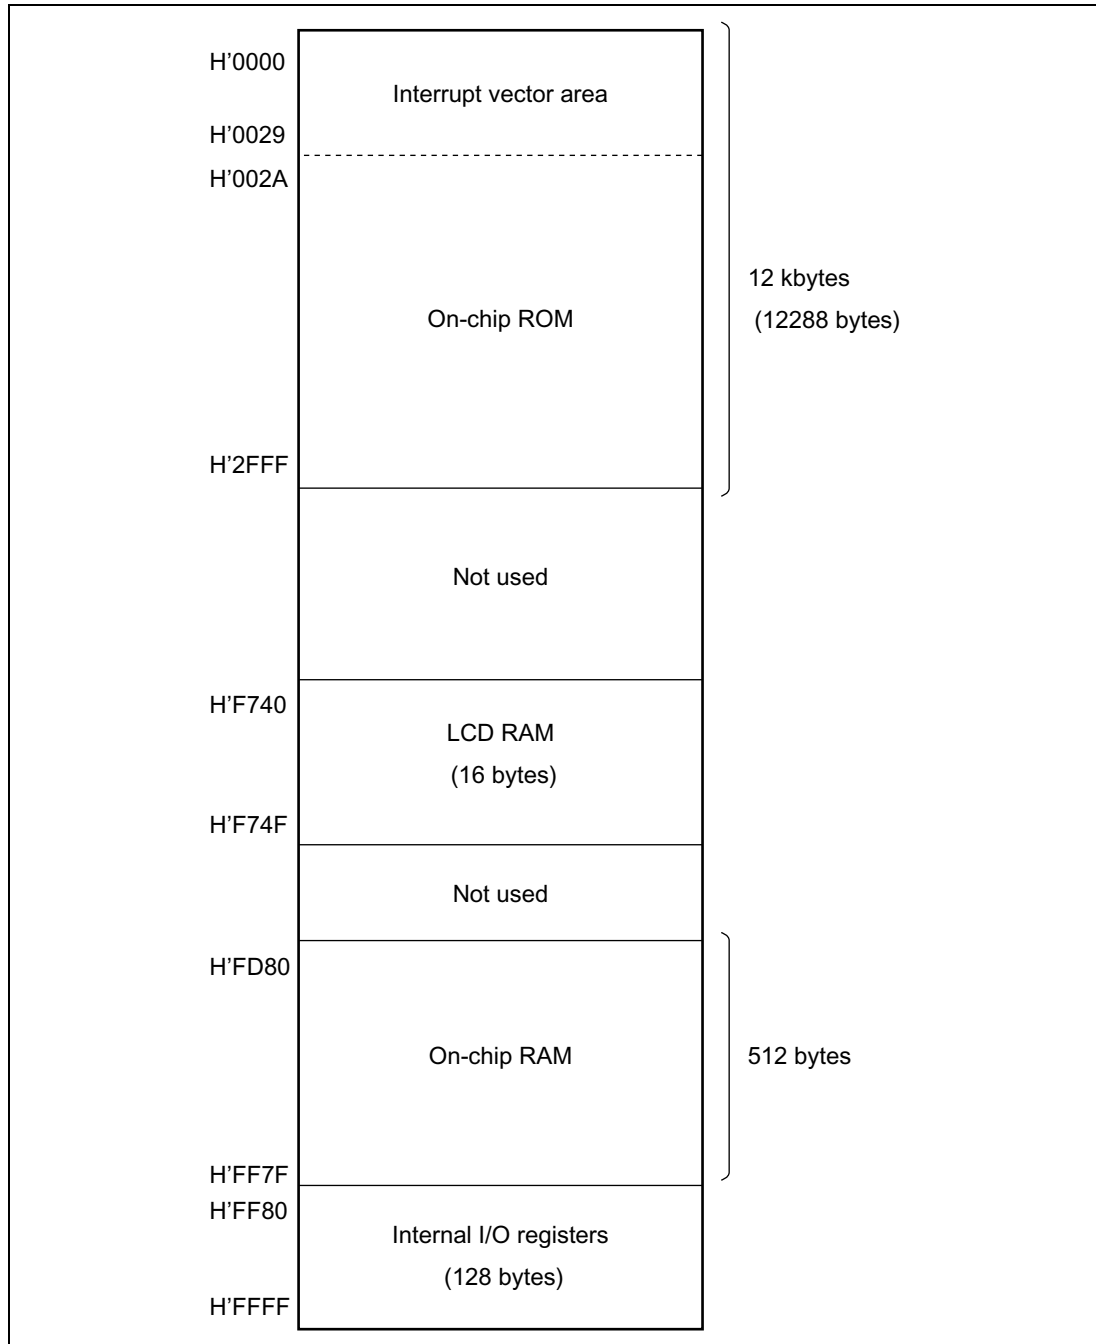 H’0000
Interrupt vector area
H’0029
H’002A
12 kbytes
(12288 bytes)
On-chip ROM
H’2FFF
Not used
H’F740
LCD RAM
(16 bytes)
H’F74F
Not used
H’FD80
On-chip RAM
512 bytes
H’FF7F
H’FF80
Internal I/O registers
(128 bytes)
H’FFFF